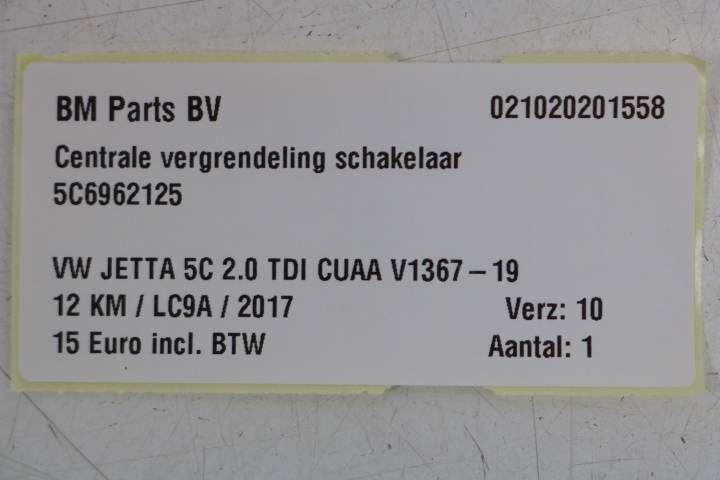 BM Parts BV 021020201558
Centrale vergrendeling schakelaar
5C6962125
VW JETTA 5C 2.0 TDI CUAA V1367 – 19
12 KM / LC9A / 2017 Verz: 10
15 Euro incl. BTW Aantal: 1